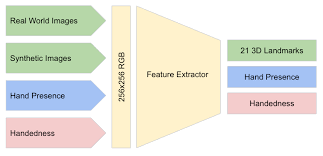 Real World Images
Synthetic Images
Hand Presence
Handedness
256x256 RGB
Feature Extractor
21 3D Landmarks
Hand Presence
Handedness